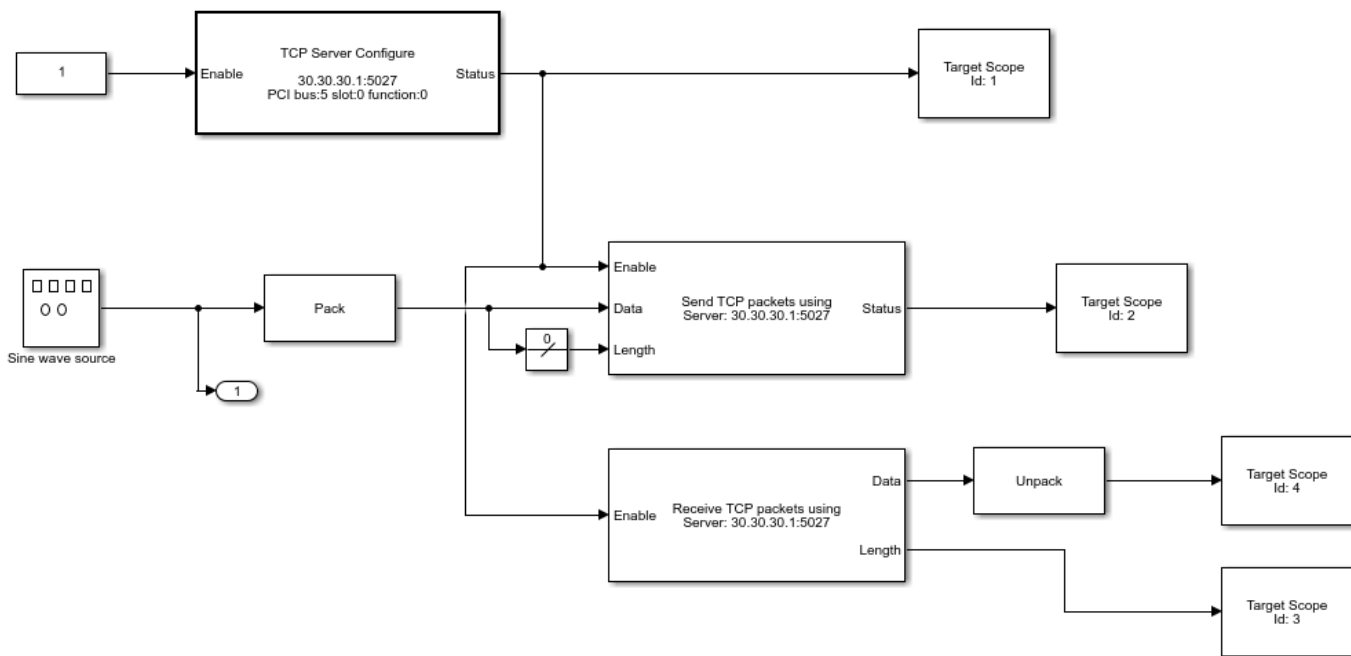 1
Enable
TCP Server Configure
30.30.30.1:5027
PCI bus:5 slot:0 function:0
Status
Target Scope
Id: 1
Sine wave source
1
Pack
0
Enable
Data
Length
Send TCP packets using
Server: 30.30.30.1:5027
Status
Target Scope
Id: 2
Enable
Receive TCP packets using
Server: 30.30.30.1:5027
Data
Length
Unpack
Target Scope
Id: 4
Target Scope
Id: 3